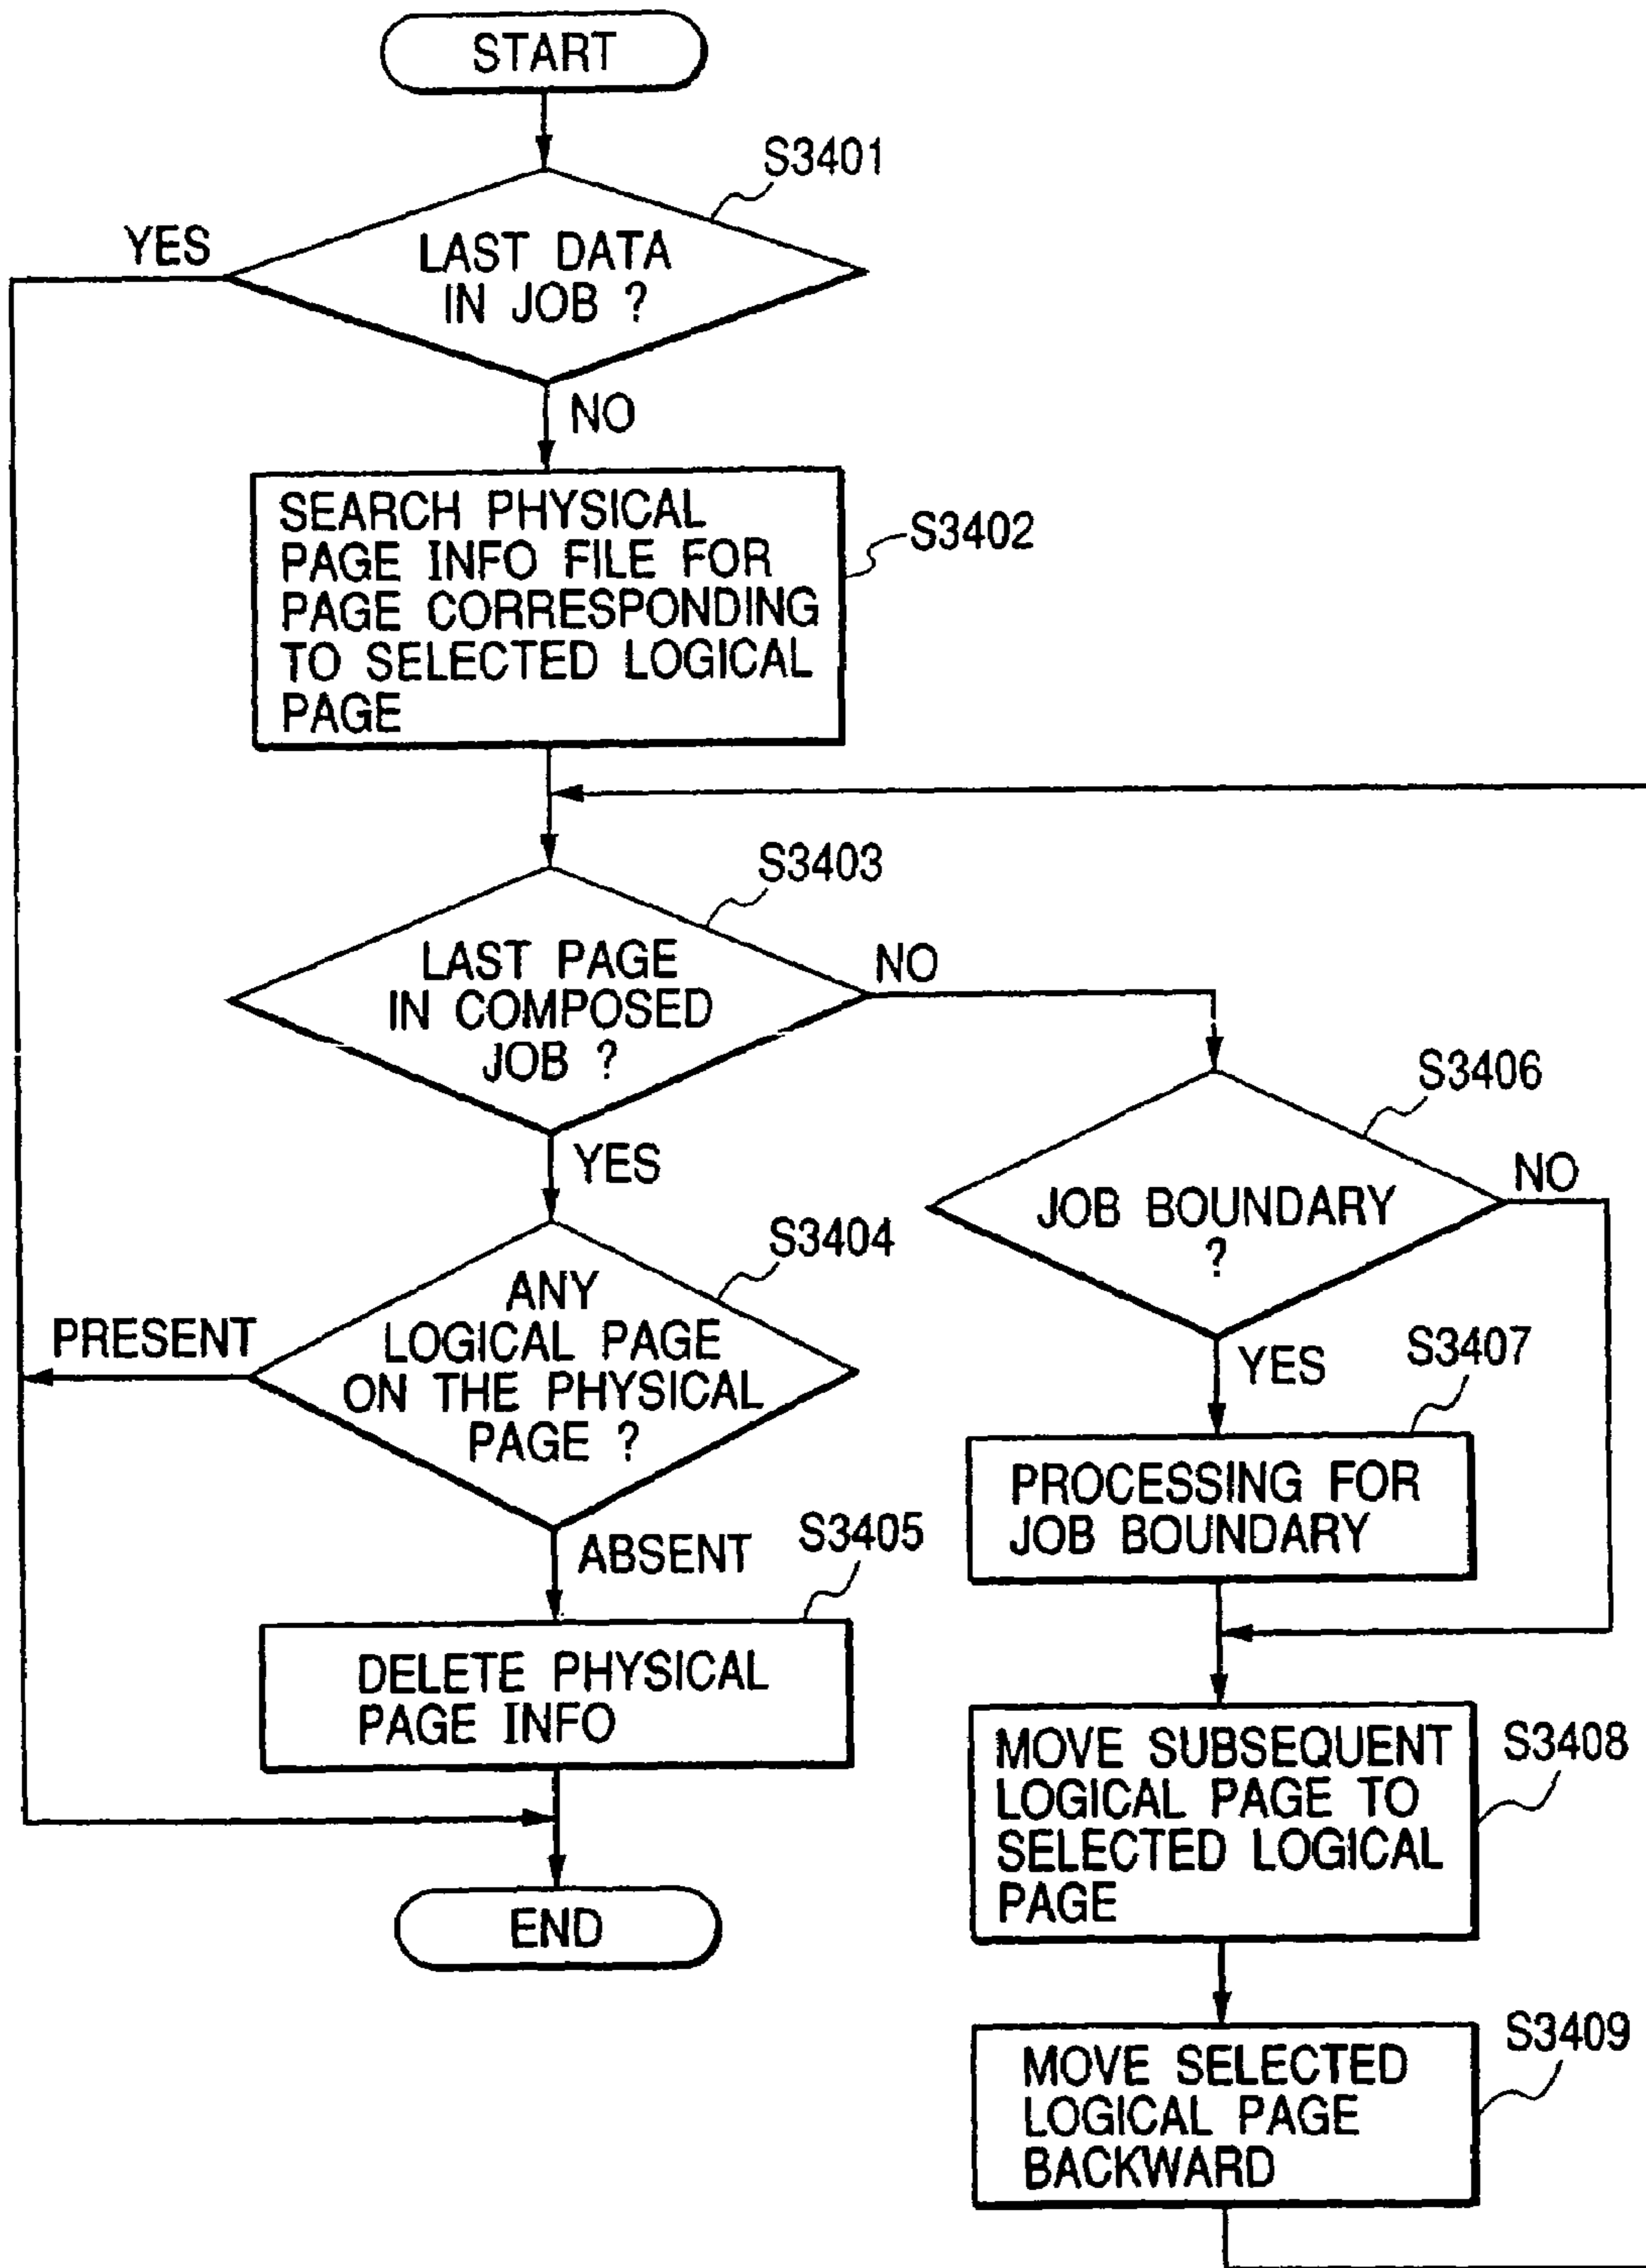 START
S3401
YES
LAST DATA
IN JOB ?
NO
SEARCH PHYSICAL
PAGE INFO FILE FOR
PAGE CORRESPONDING
TO SELECTED LOGICAL
PAGE
S3402
S3403
LAST PAGE
IN COMPOSED
JOB ?
NO
YES
S3406
JOB BOUNDARY
?
NO
S3404
ANY
LOGICAL PAGE
ON THE PHYSICAL
PAGE ?
PRESENT
YES
S3407
PROCESSING FOR
JOB BOUNDARY
ABSENT
S3405
DELETE PHYSICAL
PAGE INFO
MOVE SUBSEQUENT
LOGICAL PAGE TO
SELECTED LOGICAL
PAGE
S3408
END
MOVE SELECTED
LOGICAL PAGE
BACKWARD
S3409